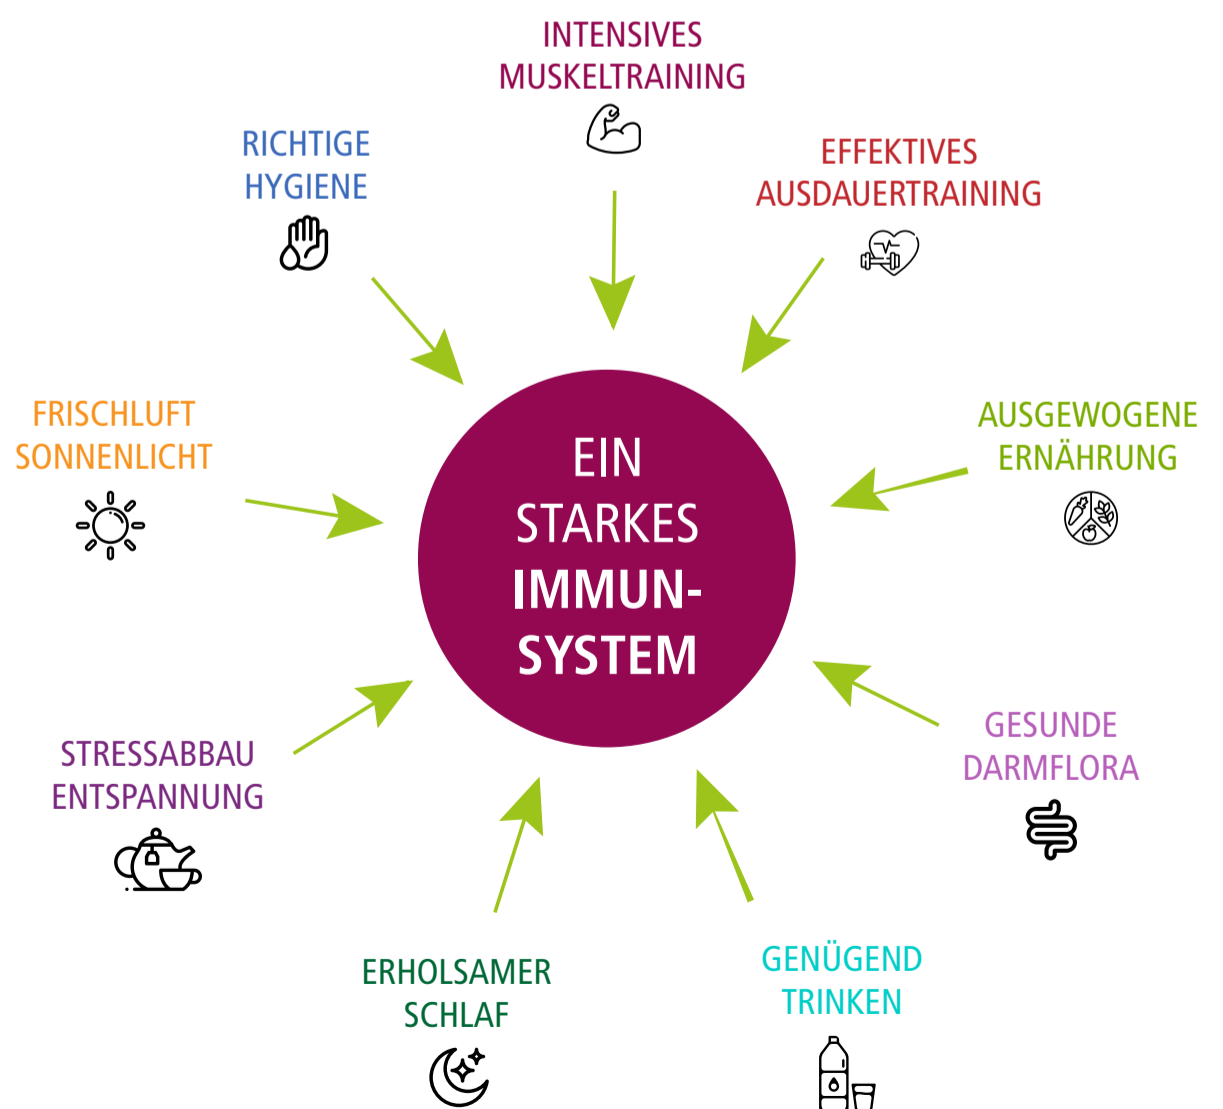 INTENSIVES
MUSKELTRAINING
RICHTIGE
HYGIENE
EFFEKTIVES
AUSDAUERTRAINING
FRISCHLUFT
SONNENLICHT
AUSGEWOGENE
ERNÄHRUNG
EIN
STARKES
IMMUN-
SYSTEM
STRESSABBAU
ENTSPANNUNG
GESUNDE
DARMFLORA
ERHOLSAMER
SCHLAF
GENÜGEND
TRINKEN